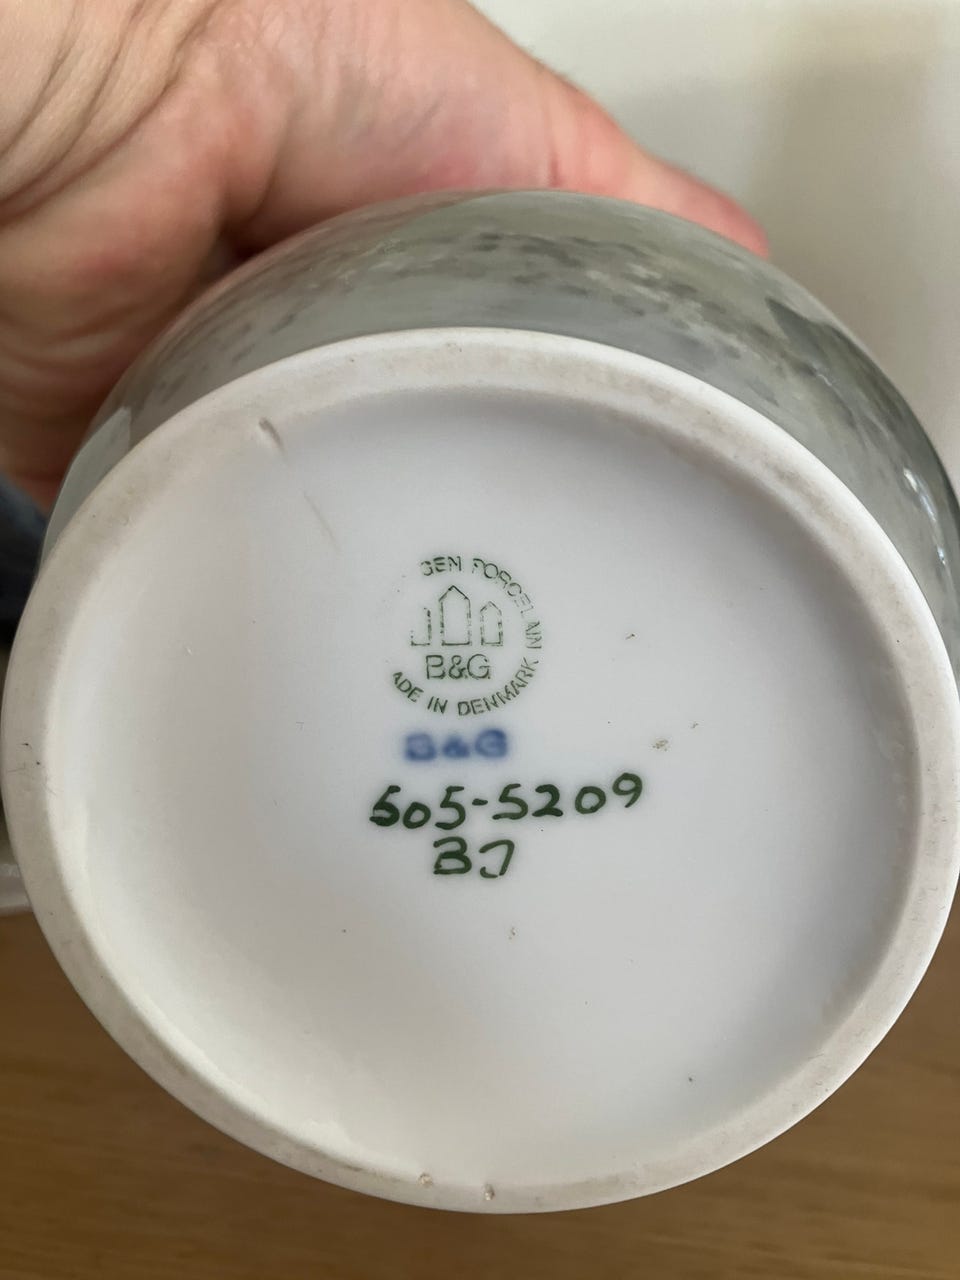 GEN PORCELAIN
B&G
ADE IN DENMARK
B&G
505-5209
BJ